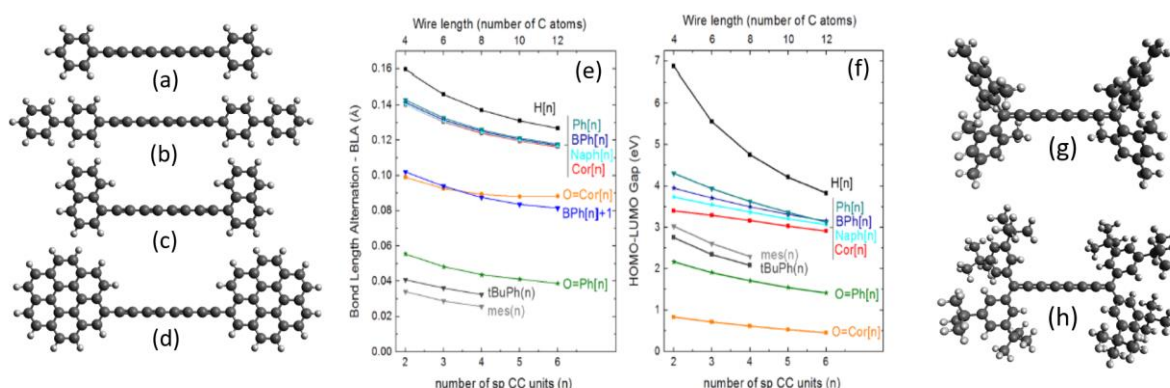 (a)
(b)
(c)
(d)
Wire length (number of C atoms)
4 6 8 10 12
Bond Length Alternation - BLA (Å)
0.16
0.14
0.12
0.10
0.08
0.06
0.04
0.02
0.00
(e)
H[n]
Ph[n]
BPh[n]
Naph[n]
Cor[n]
O=Cor[n]
BPh[n]+1
O=Ph[n]
tBuPh(n)
mes(n)
2 3 4 5 6
number of sp CC units (n)
Wire length (number of C atoms)
4 6 8 10 12
HOMO-LUMO Gap (eV)
7
6
5
4
3
2
1
0
(f)
H[n]
Ph[n]
BPh[n]
Naph[n]
Cor[n]
mes(n)
tBuPh(n)
O=Ph[n]
O=Cor[n]
2 3 4 5 6
number of sp CC units (n)
(g)
(h)